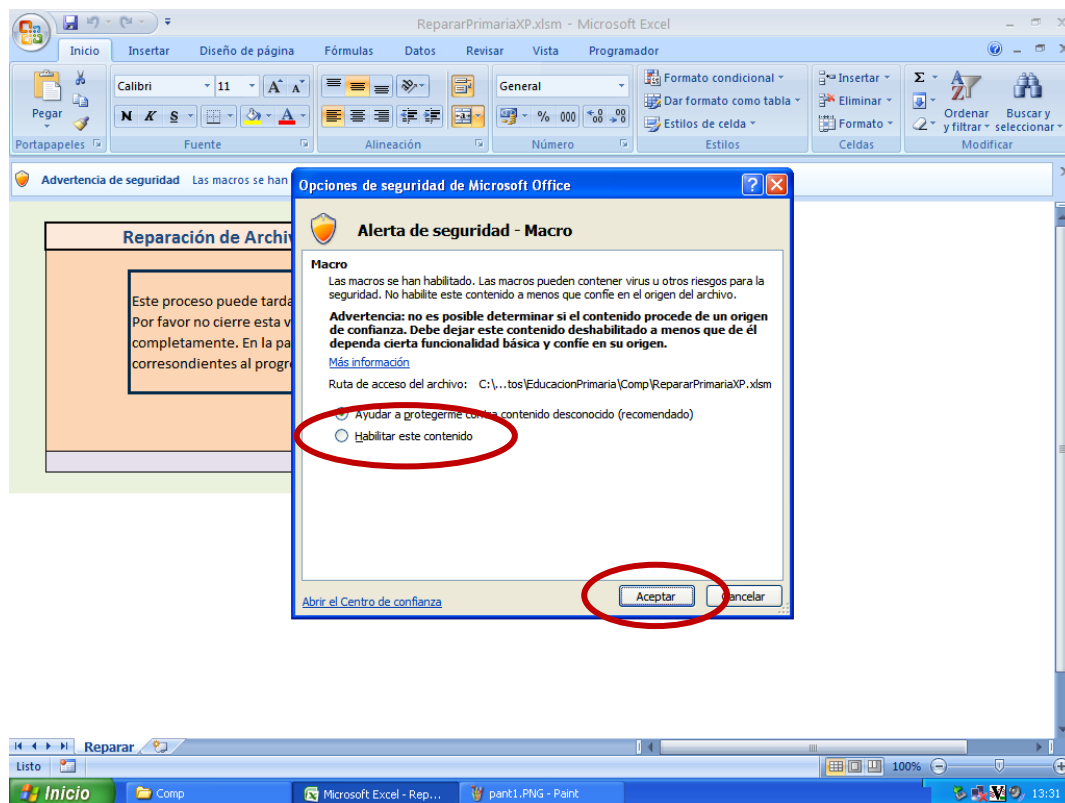 RepararPrimariaXP.xlsm - Microsoft Excel
Inicio Insertar Diseño de página Fórmulas Datos Revisar Vista Programador
Pegar
Calibri 11
N K S
General
% 000
Formato condicional
Dar formato como tabla
Estilos de celda
Insertar
Eliminar
Formato
Ordenar y filtrar
Buscar y seleccionar
Portapapeles Fuente Alineación Número Estilos Celdas Modificar
Advertencia de seguridad Las macros se han
Reparación de Archiv
Este proceso puede tarda
Por favor no cierre esta v
completamente. En la pa
corresondientes al progr
Opciones de seguridad de Microsoft Office
Alerta de seguridad - Macro
Macro
Las macros se han habilitado. Las macros pueden contener virus u otros riesgos para la
seguridad. No habilite este contenido a menos que confíe en el origen del archivo.
Advertencia: no es posible determinar si el contenido procede de un origen
de confianza. Debe dejar este contenido deshabilitado a menos que de él
dependa cierta funcionalidad básica y confíe en su origen.
Más información
Ruta de acceso del archivo: C:\...tos\EducacionPrimaria\Comp\RepararPrimariaXP.xlsm
Ayudar a protegerme contra contenido desconocido (recomendado)
Habilitar este contenido
Abrir el Centro de confianza
Aceptar Cancelar
Reparar
Listo 100%
Inicio Comp Microsoft Excel - Rep... pant1.PNG - Paint 13:31